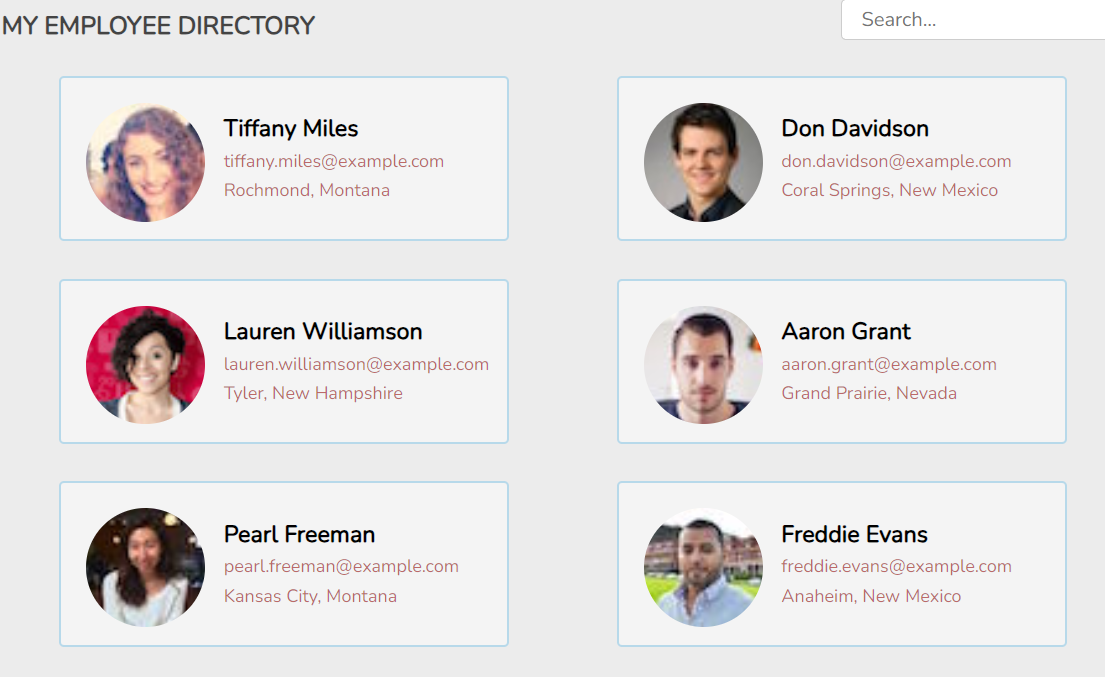 MY EMPLOYEE DIRECTORY
Search...
Tiffany Miles
tiffany.miles@example.com
Rochmond, Montana
Don Davidson
don.davidson@example.com
Coral Springs, New Mexico
Lauren Williamson
lauren.williamson@example.com
Tyler, New Hampshire
Aaron Grant
aaron.grant@example.com
Grand Prairie, Nevada
Pearl Freeman
pearl.freeman@example.com
Kansas City, Montana
Freddie Evans
freddie.evans@example.com
Anaheim, New Mexico